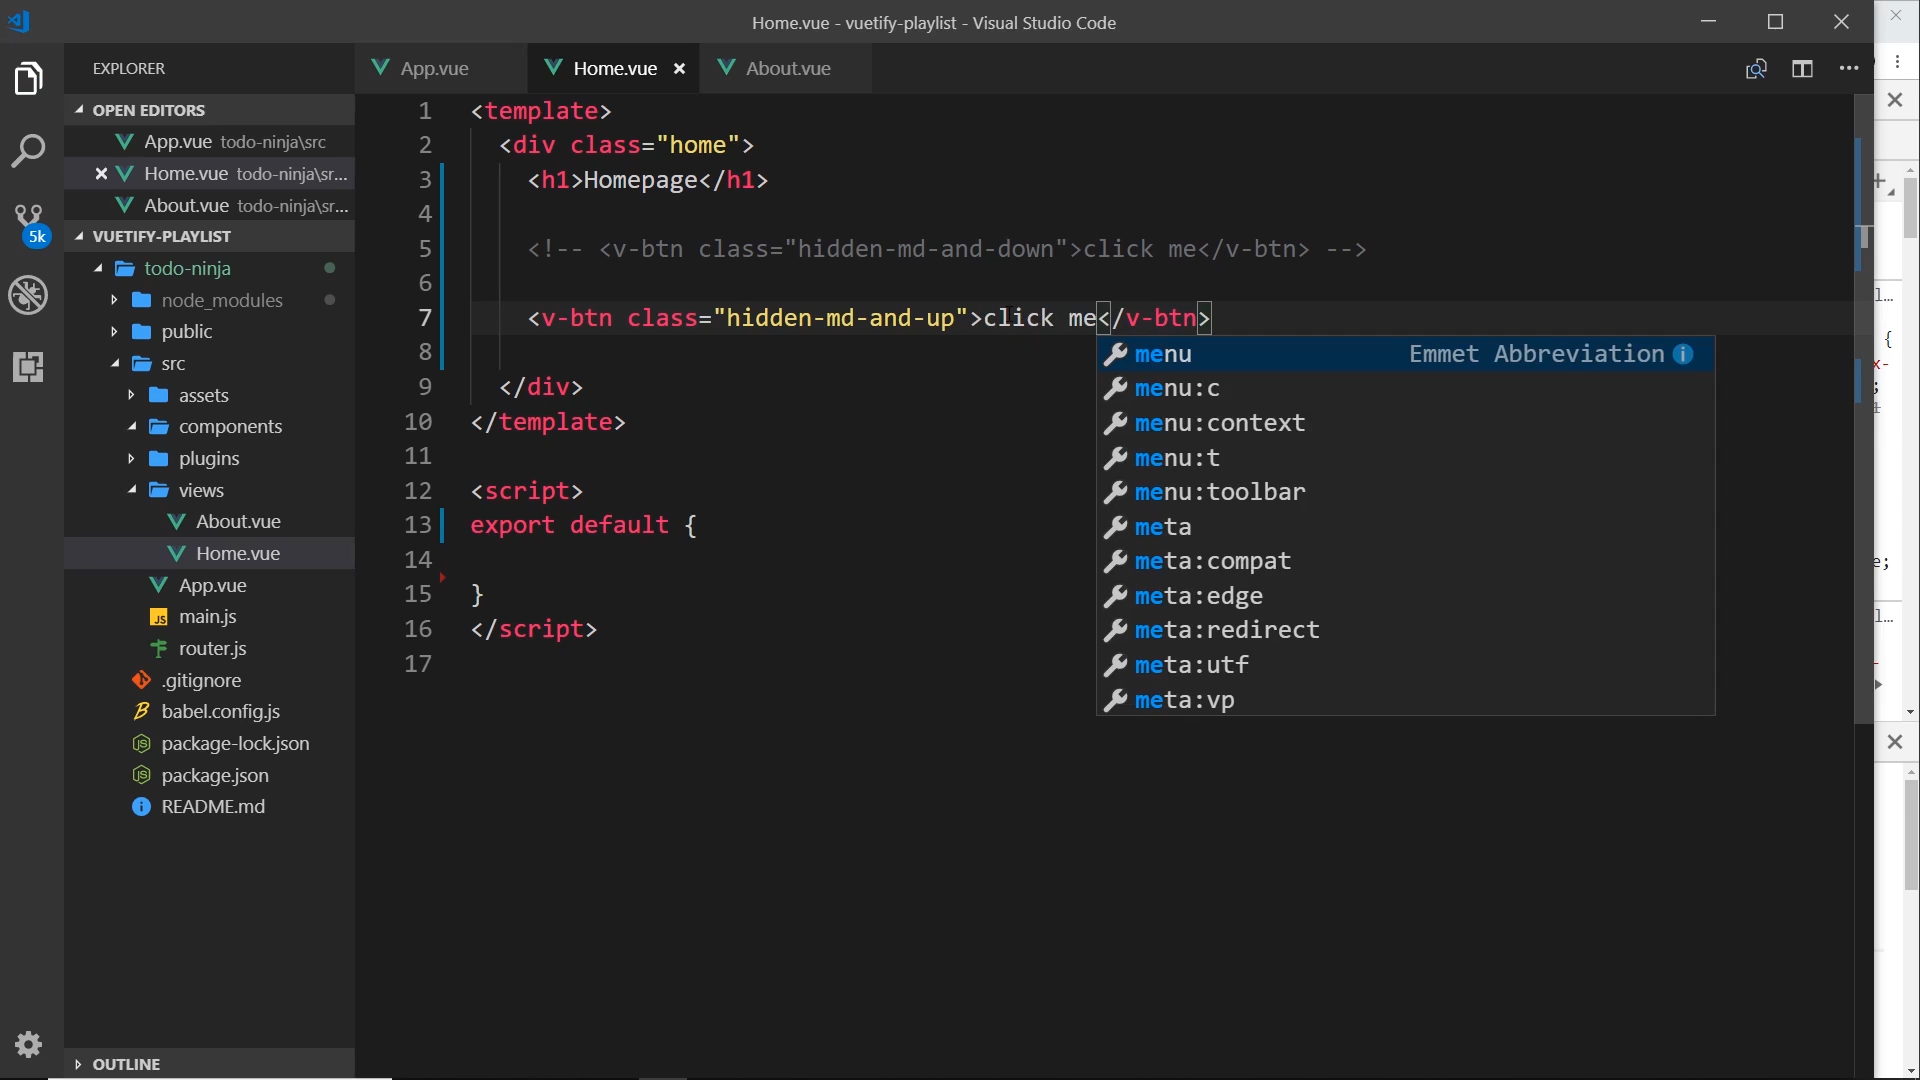 Home.vue - vuetify-playlist - Visual Studio Code
EXPLORER
App.vue
Home.vue
About.vue
OPEN EDITORS
App.vue todo-ninja\src
Home.vue todo-ninja\sr...
About.vue todo-ninja\sr...
VUETIFY-PLAYLIST
todo-ninja
node_modules
public
src
assets
components
plugins
views
About.vue
Home.vue
App.vue
JS main.js
router.js
.gitignore
babel.config.js
JS package-lock.json
JS package.json
README.md
OUTLINE
5k
1 <template>
2 <div class="home">
3 <h1>Homepage</h1>
4
5 <!-- <v-btn class="hidden-md-and-down">click me</v-btn> -->
6
7 <v-btn class="hidden-md-and-up">click me</v-btn>
8
9 </div>
10 </template>
11
12 <script>
13 export default {
14
15 }
16 </script>
17
menu Emmet Abbreviation
menu:c
menu:context
menu:t
menu:toolbar
meta
meta:compat
meta:edge
meta:redirect
meta:utf
meta:vp
l...
{
x-
;
e;
l...